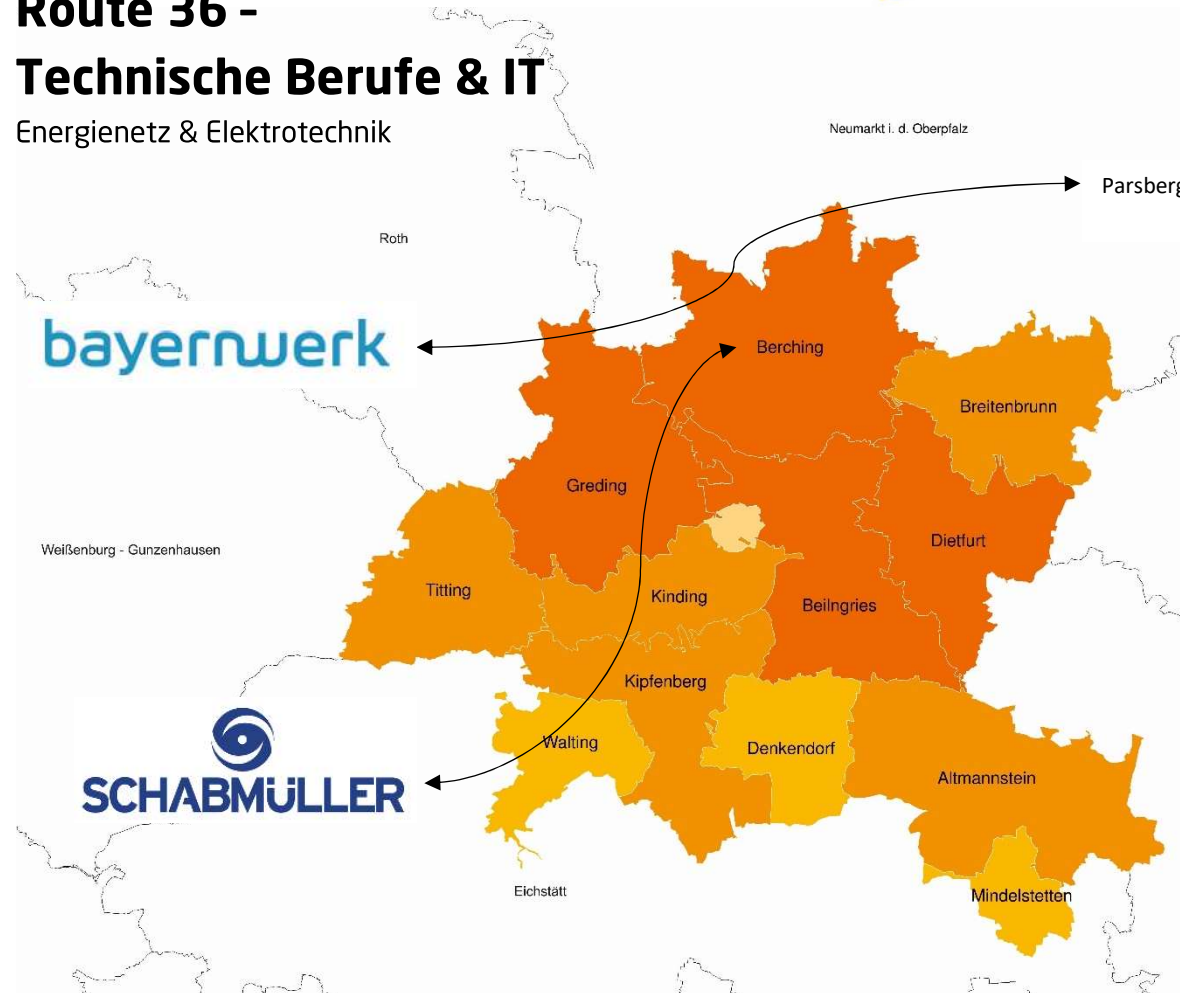 Route 36 –
Technische Berufe & IT
Energienetz & Elektrotechnik
Neumarkt i. d. Oberpfalz
Parsberg
Roth
bayernwerk
Berching
Breitenbrunn
Greding
Weißenburg - Gunzenhausen
Dietfurt
Titting
Kinding
Beilngries
Kipfenberg
Walting
Denkendorf
Altmannstein
SCHABMÜLLER
Eichstätt
Mindelstetten